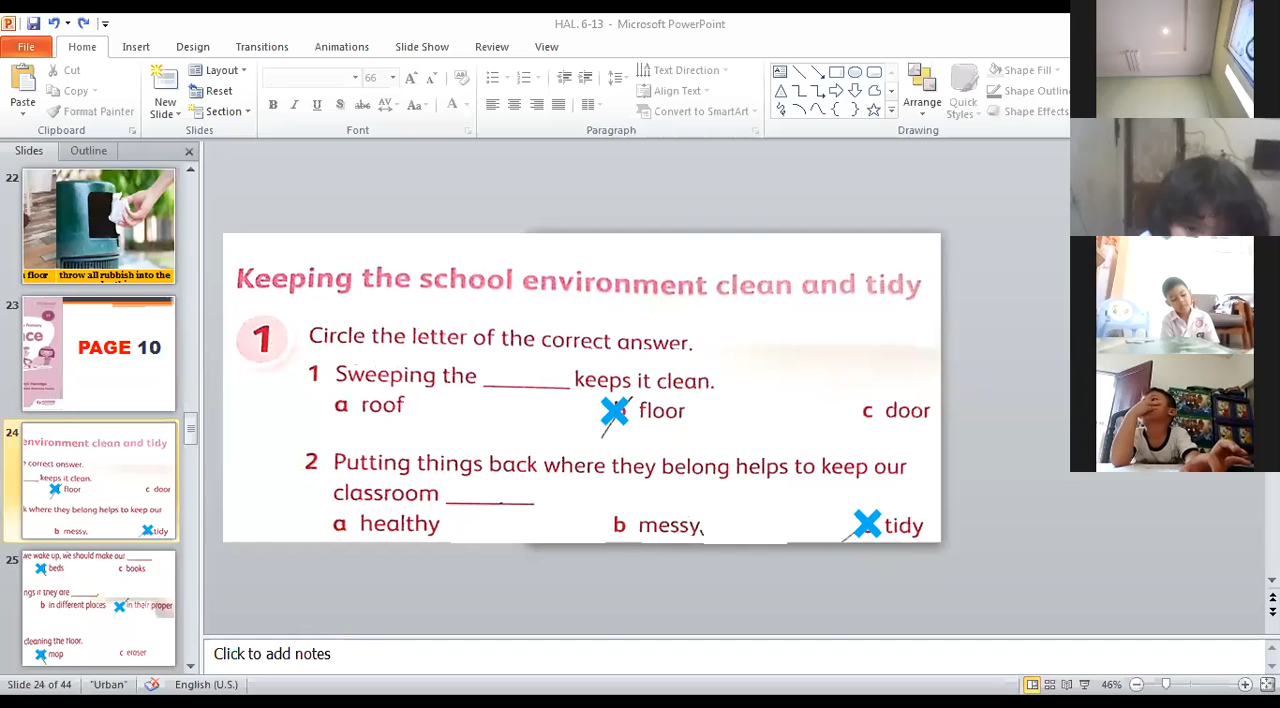 HAL. 6-13 - Microsoft PowerPoint
File Home Insert Design Transitions Animations Slide Show Review View
Paste
Cut
Copy
Format Painter
Clipboard
New Slide
Layout
Reset
Section
Slides
66
B I U S abc AV Aa A
Font
Paragraph
Text Direction
Align Text
Convert to SmartArt
Arrange
Quick Styles
Shape Fill
Shape Outline
Shape Effects
Drawing
Slides Outline
22
floor throw all rubbish into the
23
PAGE 10
24
environment clean and tidy
correct answer.
keeps it clean.
floor c door
where they belong helps to keep our
b messy, tidy
25
we wake up, we should make our
beds c books
ngs if they are
b in different places in their proper
cleaning the floor.
mop c eraser
Keeping the school environment clean and tidy
1 Circle the letter of the correct answer.
1 Sweeping the ________ keeps it clean.
a roof floor c door
2 Putting things back where they belong helps to keep our
classroom ________
a healthy b messy, tidy
Click to add notes
Slide 24 of 44 "Urban" English (U.S.) 46%